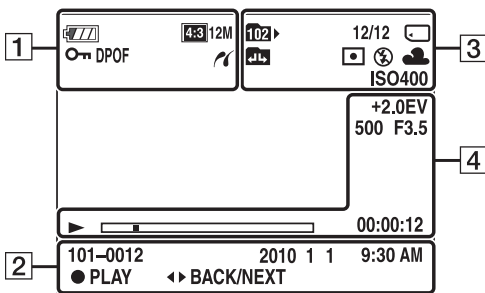 1
4:3 12M
DPOF
102 12/12
ISO400
3
+2.0EV
500 F3.5
4
00:00:12
2
101–0012 2010 1 1 9:30 AM
● PLAY ◄► BACK/NEXT